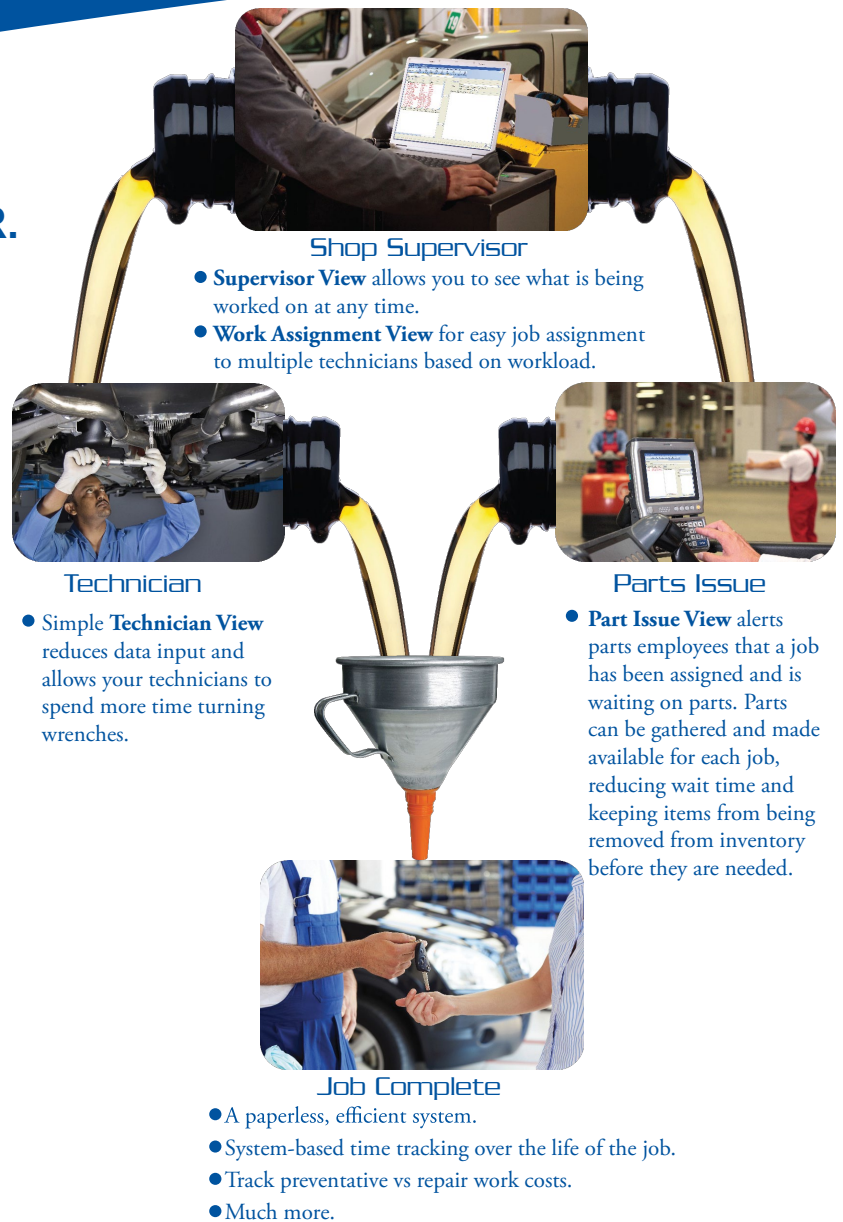 R.
19
Shop Supervisor
● Supervisor View allows you to see what is being
worked on at any time.
● Work Assignment View for easy job assignment
to multiple technicians based on workload.
Technician
● Simple Technician View
reduces data input and
allows your technicians to
spend more time turning
wrenches.
Parts Issue
● Part Issue View alerts
parts employees that a job
has been assigned and is
waiting on parts. Parts
can be gathered and made
available for each job,
reducing wait time and
keeping items from being
removed from inventory
before they are needed.
Job Complete
● A paperless, efficient system.
● System-based time tracking over the life of the job.
● Track preventative vs repair work costs.
● Much more.